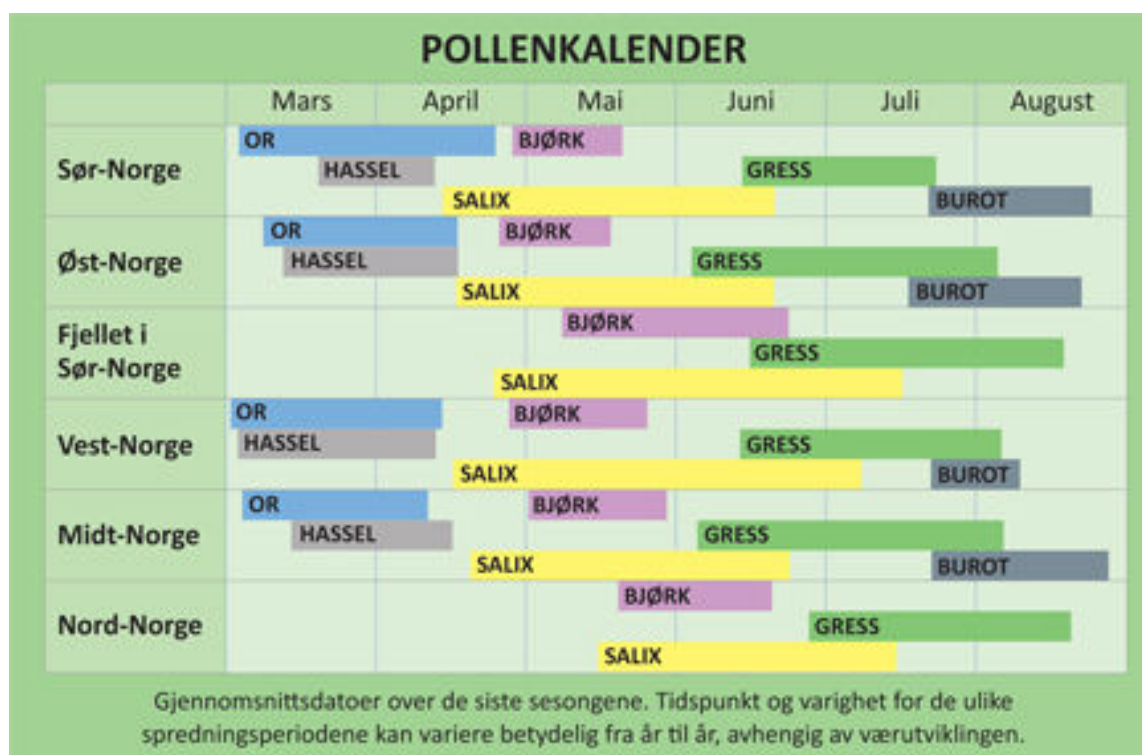 POLLENKALENDER
Mars April Mai Juni Juli August
Sør-Norge
OR BJØRK
HASSEL GRESS
SALIX BUROT
Øst-Norge
OR BJØRK
HASSEL GRESS
SALIX BUROT
Fjellet i
Sør-Norge
BJØRK
GRESS
SALIX
Vest-Norge
OR BJØRK
HASSEL GRESS
SALIX BUROT
Midt-Norge
OR BJØRK
HASSEL GRESS
SALIX BUROT
Nord-Norge
BJØRK
GRESS
SALIX
Gjennomsnittsdatoer over de siste sesongene. Tidspunkt og varighet for de ulike
spredningsperiodene kan variere betydelig fra år til år, avhengig av værutviklingen.